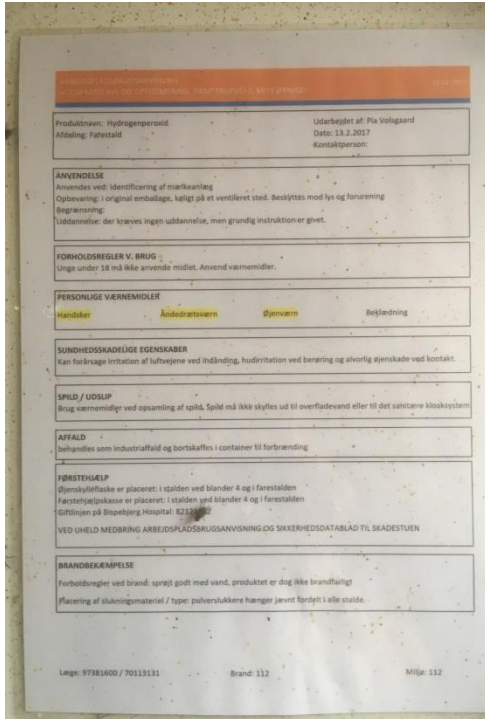 ARBEJDSPLADSBRUGSANVISNING
Produktnavn: Hydrogenperoxid
Udarbejdet af: Pia Volsgaard
Afdeling: Farestald
Dato: 13.2.2017
Kontaktperson:
ANVENDELSE
Anvendes ved: identificering af mælkeanlæg
Opbevaring: i original emballage, køligt på et ventileret sted. Beskyttes mod lys og forurening
Begrænsning:
Uddannelse: der kræves ingen uddannelse, men grundig instruktion er givet.
FORHOLDSREGLER V. BRUG
Unge under 18 må ikke anvende midlet. Anvend værnemidler.
PERSONLIGE VÆRNEMIDLER
Handsker Åndedrætsværn Øjenværn Beklædning
SUNDHEDSSKADELIGE EGENSKABER
Kan forårsage irritation af luftvejene ved indånding, hudirritation ved berøring og alvorlig øjenskade ved kontakt.
SPILD / UDSLIP
Brug værnemidler ved opsamling af spild. Spild må ikke skylles ud til overfladevand eller til det sanitære kloaksystem
AFFALD
behandles som industriaffald og bortskaffes i container til forbrænding
FØRSTEHJÆLP
Øjenskylleflaske er placeret: i stalden ved blander 4 og i farestalden
Førstehjælpskasse er placeret: i stalden ved blander 4 og i farestalden
Giftlinjen på Bispebjerg Hospital:
VED UHELD MEDBRING ARBEJDSPLADSBRUGSANVISNING OG SIKKERHEDSDATABLAD TIL SKADESTUEN
BRANDBEKÆMPELSE
Forholdsregler ved brand: sprøjt godt med vand, produktet er dog ikke brandfarligt
Placering af slukningsmateriel / type: pulverslukkere hænger jævnt fordelt i alle stalde.
Læge: 97381600 / 70113131 Brand: 112 Miljø: 112